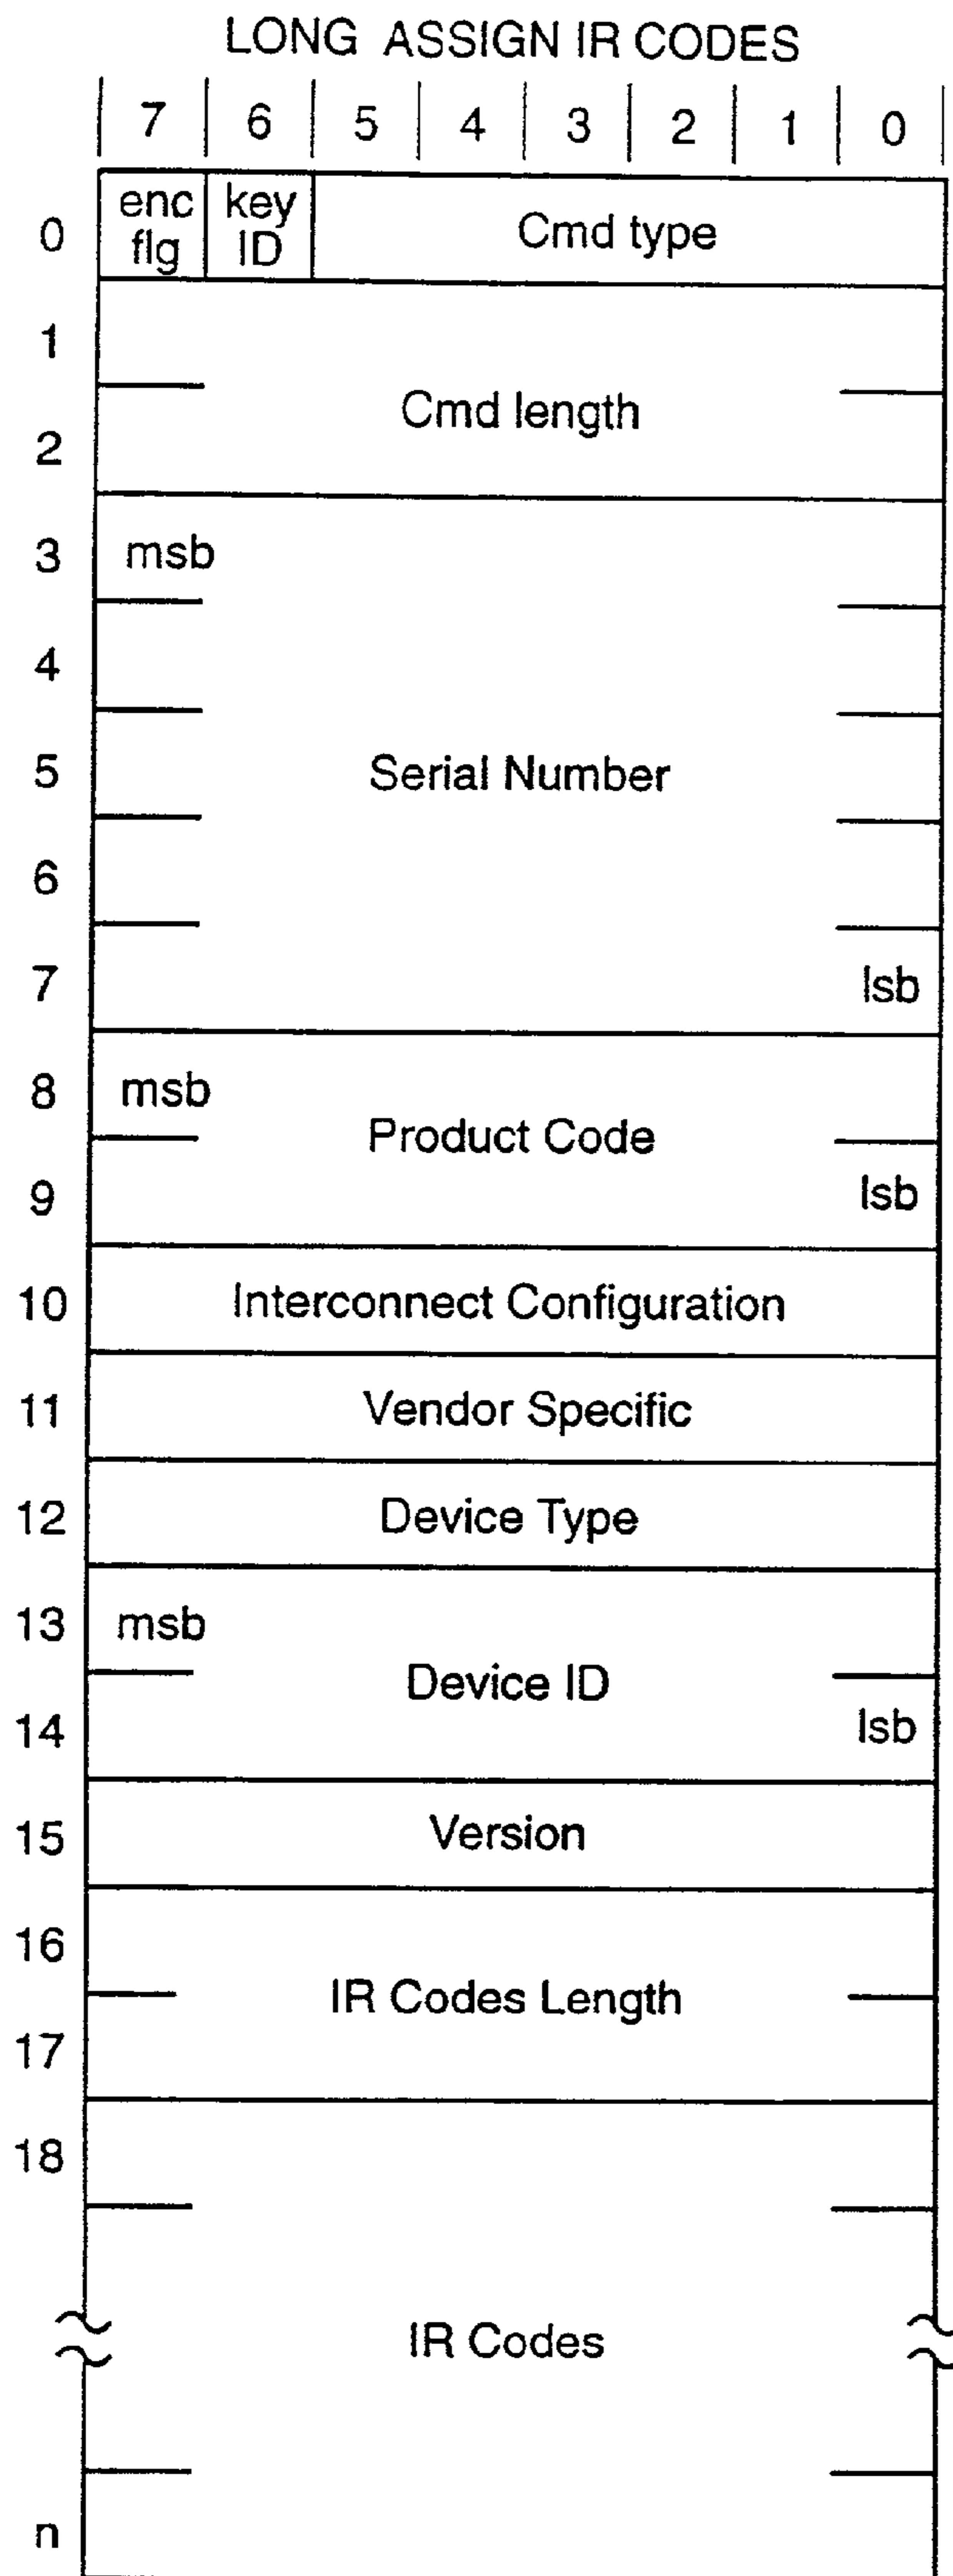 LONG ASSIGN IR CODES
7 6 5 4 3 2 1 0
0 enc flg key ID Cmd type
1
Cmd length
2
3 msb
4
5 Serial Number
6
7 lsb
8 msb
Product Code
9 lsb
10 Interconnect Configuration
11 Vendor Specific
12 Device Type
13 msb
Device ID
14 lsb
15 Version
16
IR Codes Length
17
18
IR Codes
n